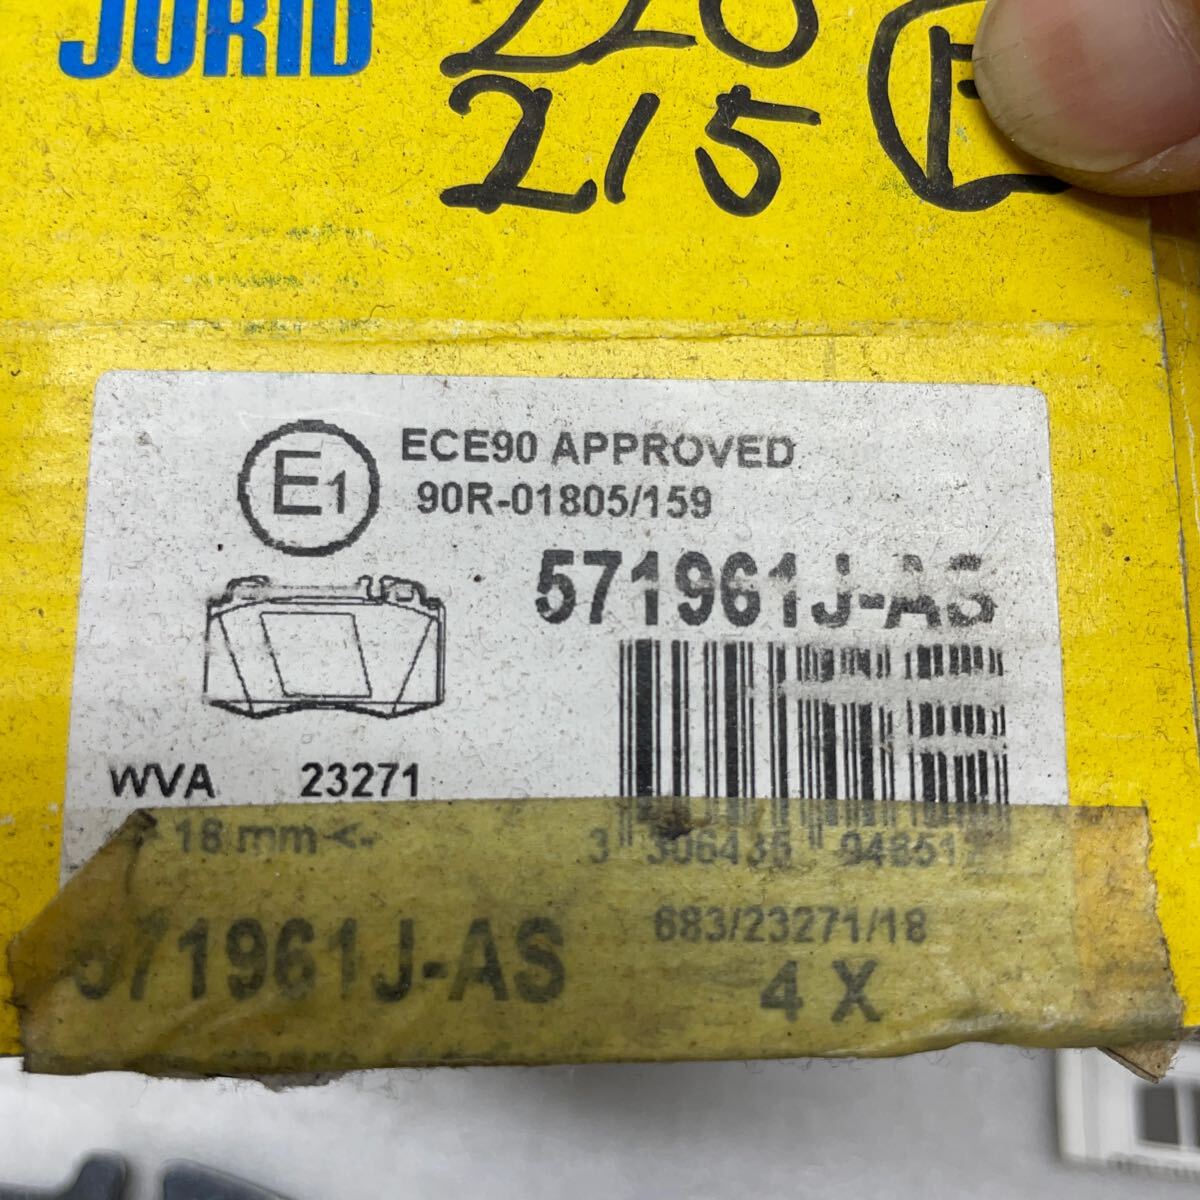 JURID
220
215
E1
ECE90 APPROVED
90R-01805/159
571961J-AS
WVA 23271
18 mm<-
3 306436 94851
571961J-AS
683/23271/18
4 X